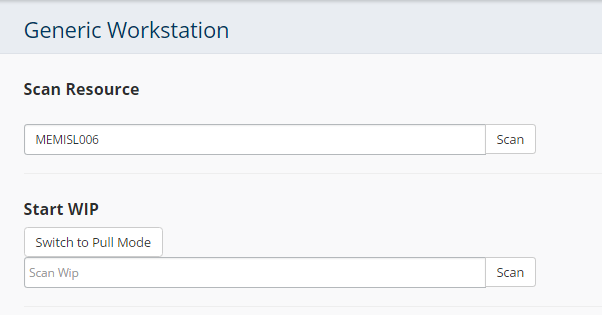 Generic Workstation
Scan Resource
MEMISL006 Scan
Start WIP
Switch to Pull Mode
Scan Wip Scan